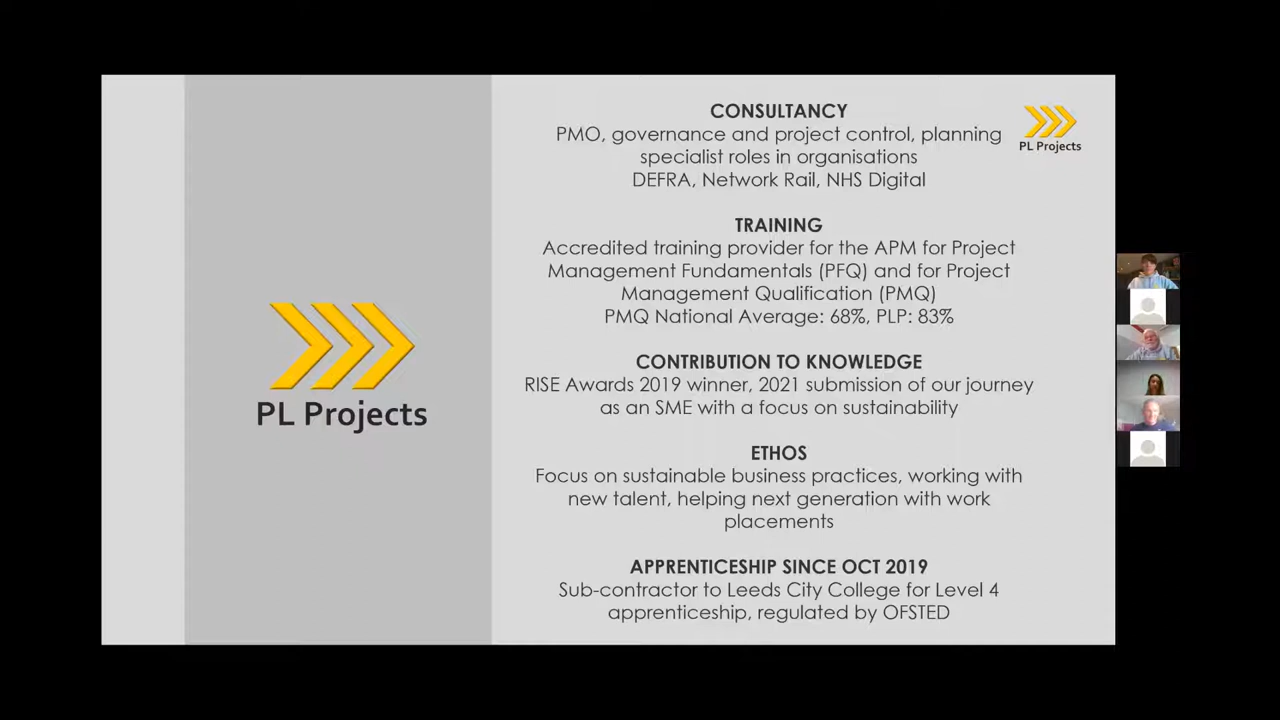 CONSULTANCY
PMO, governance and project control, planning
specialist roles in organisations
DEFRA, Network Rail, NHS Digital
PL Projects
TRAINING
Accredited training provider for the APM for Project
Management Fundamentals (PFQ) and for Project
Management Qualification (PMQ)
PMQ National Average: 68%, PLP: 83%
CONTRIBUTION TO KNOWLEDGE
RISE Awards 2019 winner, 2021 submission of our journey
as an SME with a focus on sustainability
PL Projects
ETHOS
Focus on sustainable business practices, working with
new talent, helping next generation with work
placements
APPRENTICESHIP SINCE OCT 2019
Sub-contractor to Leeds City College for Level 4
apprenticeship, regulated by OFSTED